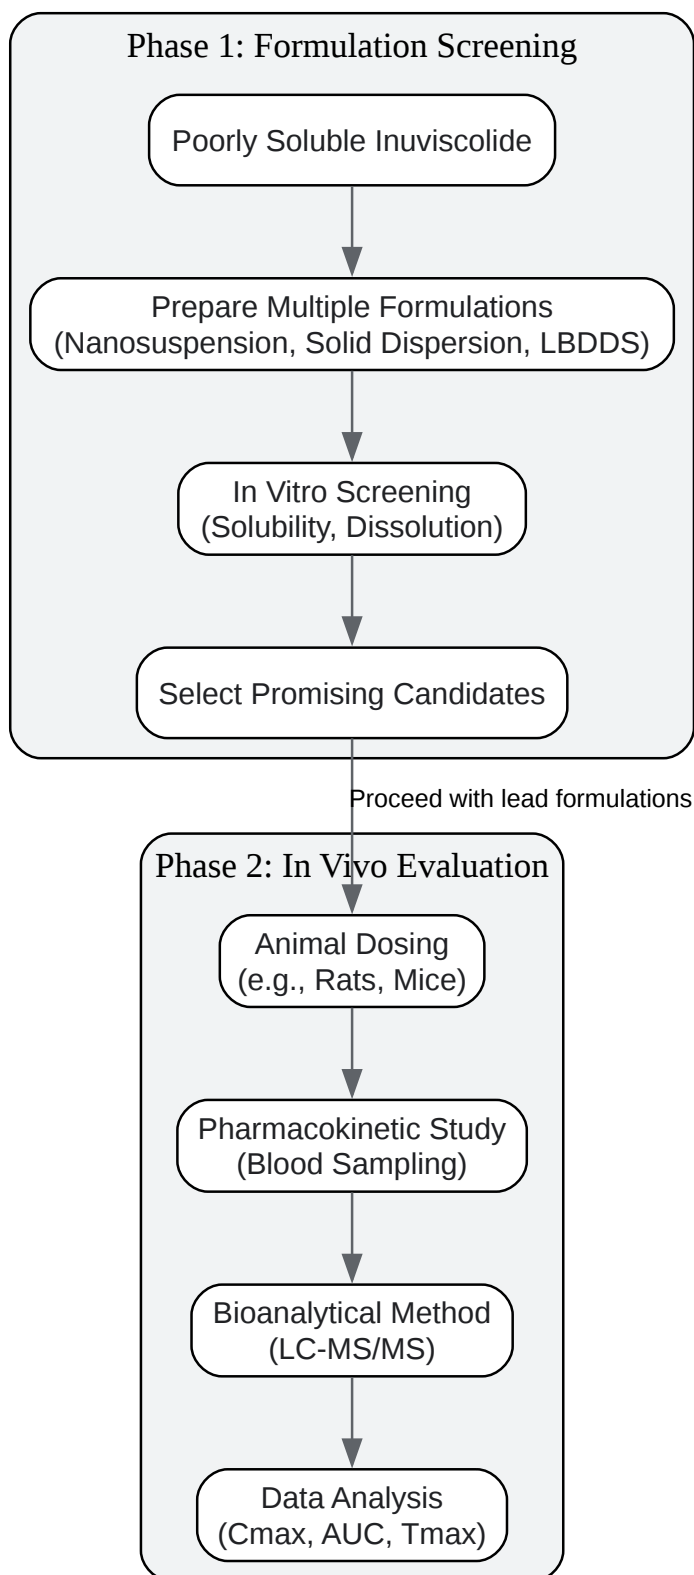 Phase 1: Formulation Screening
Poorly Soluble Inuviscolide
Prepare Multiple Formulations
(Nanosuspension, Solid Dispersion, LBDDS)
In Vitro Screening
(Solubility, Dissolution)
Select Promising Candidates
Proceed with lead formulations
Phase 2: In Vivo Evaluation
Animal Dosing
(e.g., Rats, Mice)
Pharmacokinetic Study
(Blood Sampling)
Bioanalytical Method
(LC-MS/MS)
Data Analysis
(Cmax, AUC, Tmax)